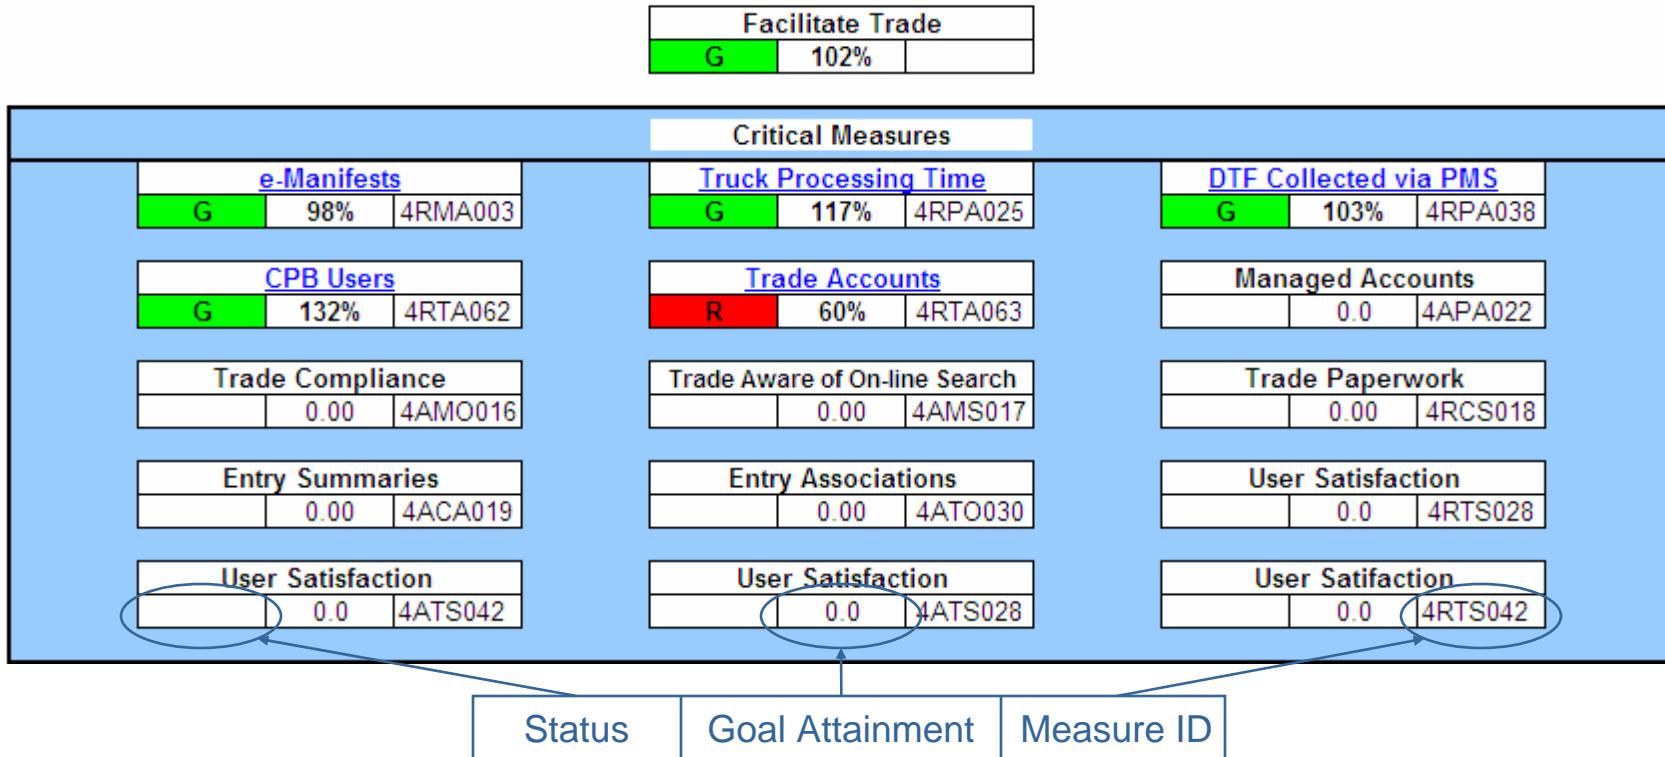 Facilitate Trade
G 102%
Critical Measures
e-Manifests Truck Processing Time DTF Collected via PMS
G 98% 4RMA003 G 117% 4RPA025 G 103% 4RPA038
CPB Users Trade Accounts Managed Accounts
G 132% 4RTA062 R 60% 4RTA063 0.0 4APA022
Trade Compliance Trade Aware of On-line Search Trade Paperwork
0.00 4AMO016 0.00 4AMS017 0.00 4RCS018
Entry Summaries Entry Associations User Satisfaction
0.00 4ACA019 0.00 4ATO030 0.0 4RTS028
User Satisfaction User Satisfaction User Satifaction
0.0 4ATS042 0.0 4ATS028 0.0 4RTS042
Status Goal Attainment Measure ID